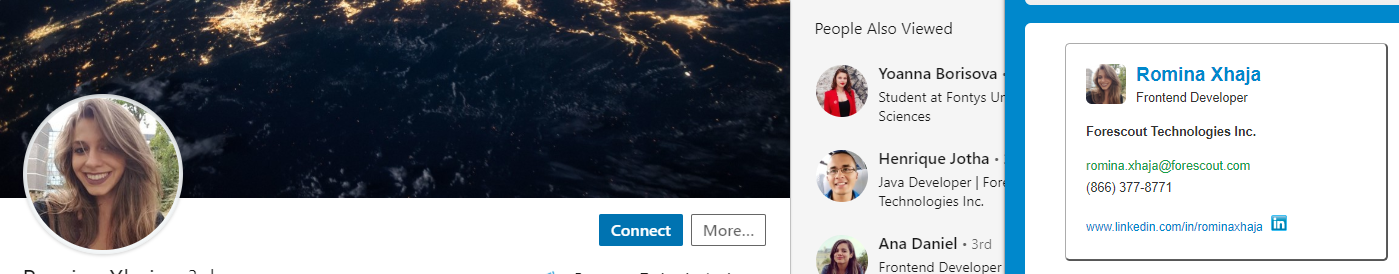 Connect
More...
People Also Viewed
Yoanna Borisova •
Student at Fontys
Sciences
Henrique Jotha •
Java Developer |
Technologies Inc.
Ana Daniel • 3rd
Frontend Developer
Romina Xhaja
Frontend Developer
Forescout Technologies Inc.
romina.xhaja@forescout.com
(866) 377-8771
www.linkedin.com/in/rominaxhaja
in